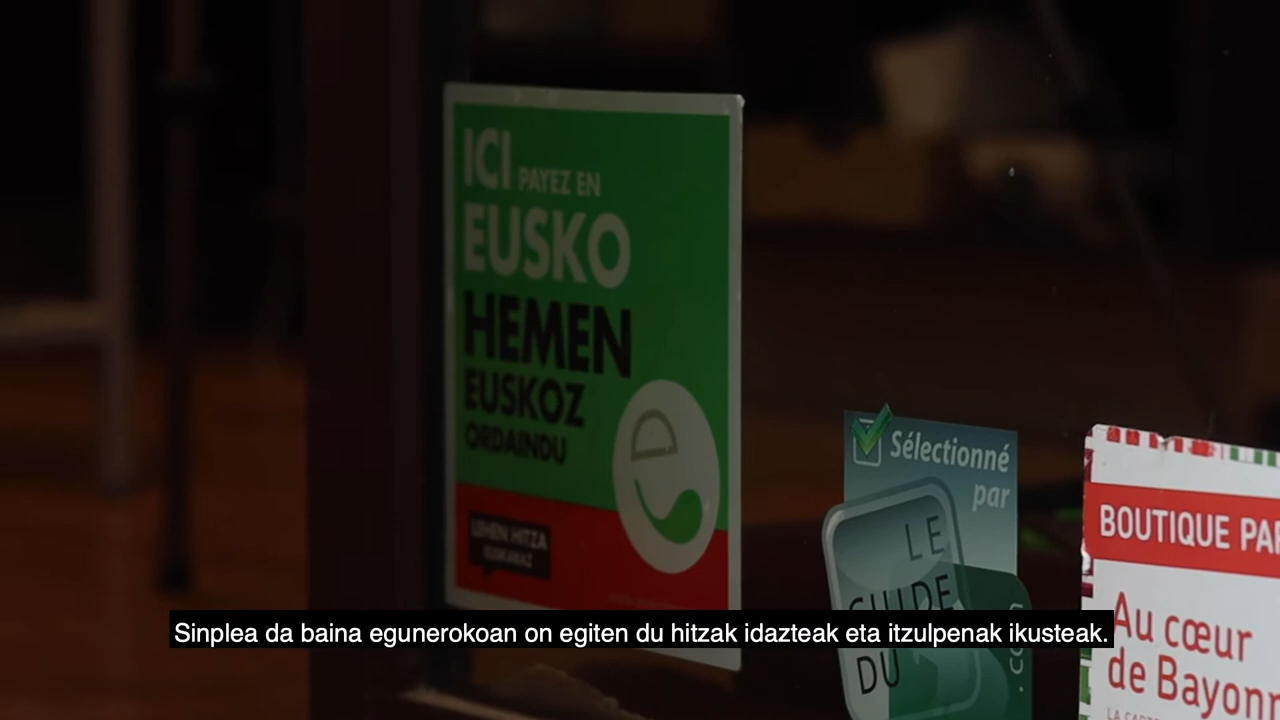 ICI PAYEZ EN
EUSKO
HEMEN
EUSKOZ
ORDAINDU
LEHEN HITZA
EUSKARAZ
e
Sélectionné
par
LE
GUIDE
DU
.com
BOUTIQUE PAR
Au cœur
de Bayonn
Sinplea da baina egunerokoan on egiten du hitzak idazteak eta itzulpenak ikusteak.